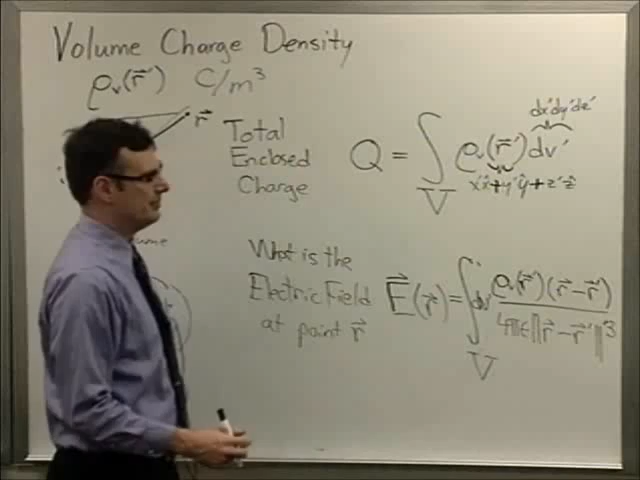 Volume Charge Density
ρᵥ(r⃗′) C/m³
r⃗
Total
Enclosed
Charge
Q = ∫ ρᵥ(r⃗′) dv′
V
dx′dy′dz′
x′x̂+y′ŷ+z′ẑ
What is the
Electric Field
at point r⃗
E⃗(r⃗) = ∫ dv′ ρᵥ(r⃗′)(r⃗−r⃗′)
4πε‖r⃗−r⃗′‖³
V